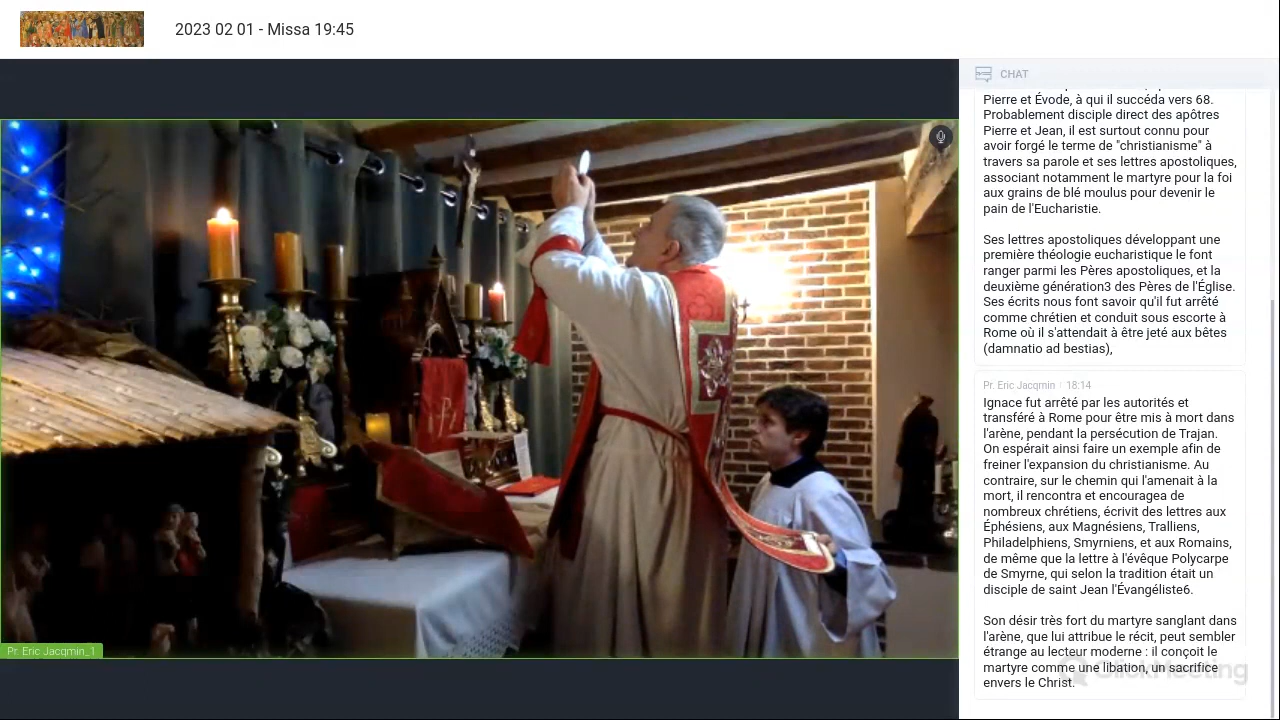 2023 02 01 - Missa 19:45
CHAT
Pierre et Évode, à qui il succéda vers 68.
Probablement disciple direct des apôtres
Pierre et Jean, il est surtout connu pour
avoir forgé le terme de "christianisme" à
travers sa parole et ses lettres apostoliques,
associant notamment le martyre pour la foi
aux grains de blé moulus pour devenir le
pain de l'Eucharistie.
Ses lettres apostoliques développant une
première théologie eucharistique le font
ranger parmi les Pères apostoliques, et la
deuxième génération3 des Pères de l'Église.
Ses écrits nous font savoir qu'il fut arrêté
comme chrétien et conduit sous escorte à
Rome où il s'attendait à être jeté aux bêtes
(damnatio ad bestias),
Pr. Eric Jacqmin 18:14
Ignace fut arrêté par les autorités et
transféré à Rome pour être mis à mort dans
l'arène, pendant la persécution de Trajan.
On espérait ainsi faire un exemple afin de
freiner l'expansion du christianisme. Au
contraire, sur le chemin qui l'amenait à la
mort, il rencontra et encouragea de
nombreux chrétiens, écrivit des lettres aux
Éphésiens, aux Magnésiens, Tralliens,
Philadelphiens, Smyrniens, et aux Romains,
de même que la lettre à l'évêque Polycarpe
de Smyrne, qui selon la tradition était un
disciple de saint Jean l'Évangéliste6.
Son désir très fort du martyre sanglant dans
l'arène, que lui attribue le récit, peut sembler
étrange au lecteur moderne : il conçoit le
martyre comme une libation, un sacrifice
envers le Christ.
ClickMeeting
Pr. Eric Jacqmin_1